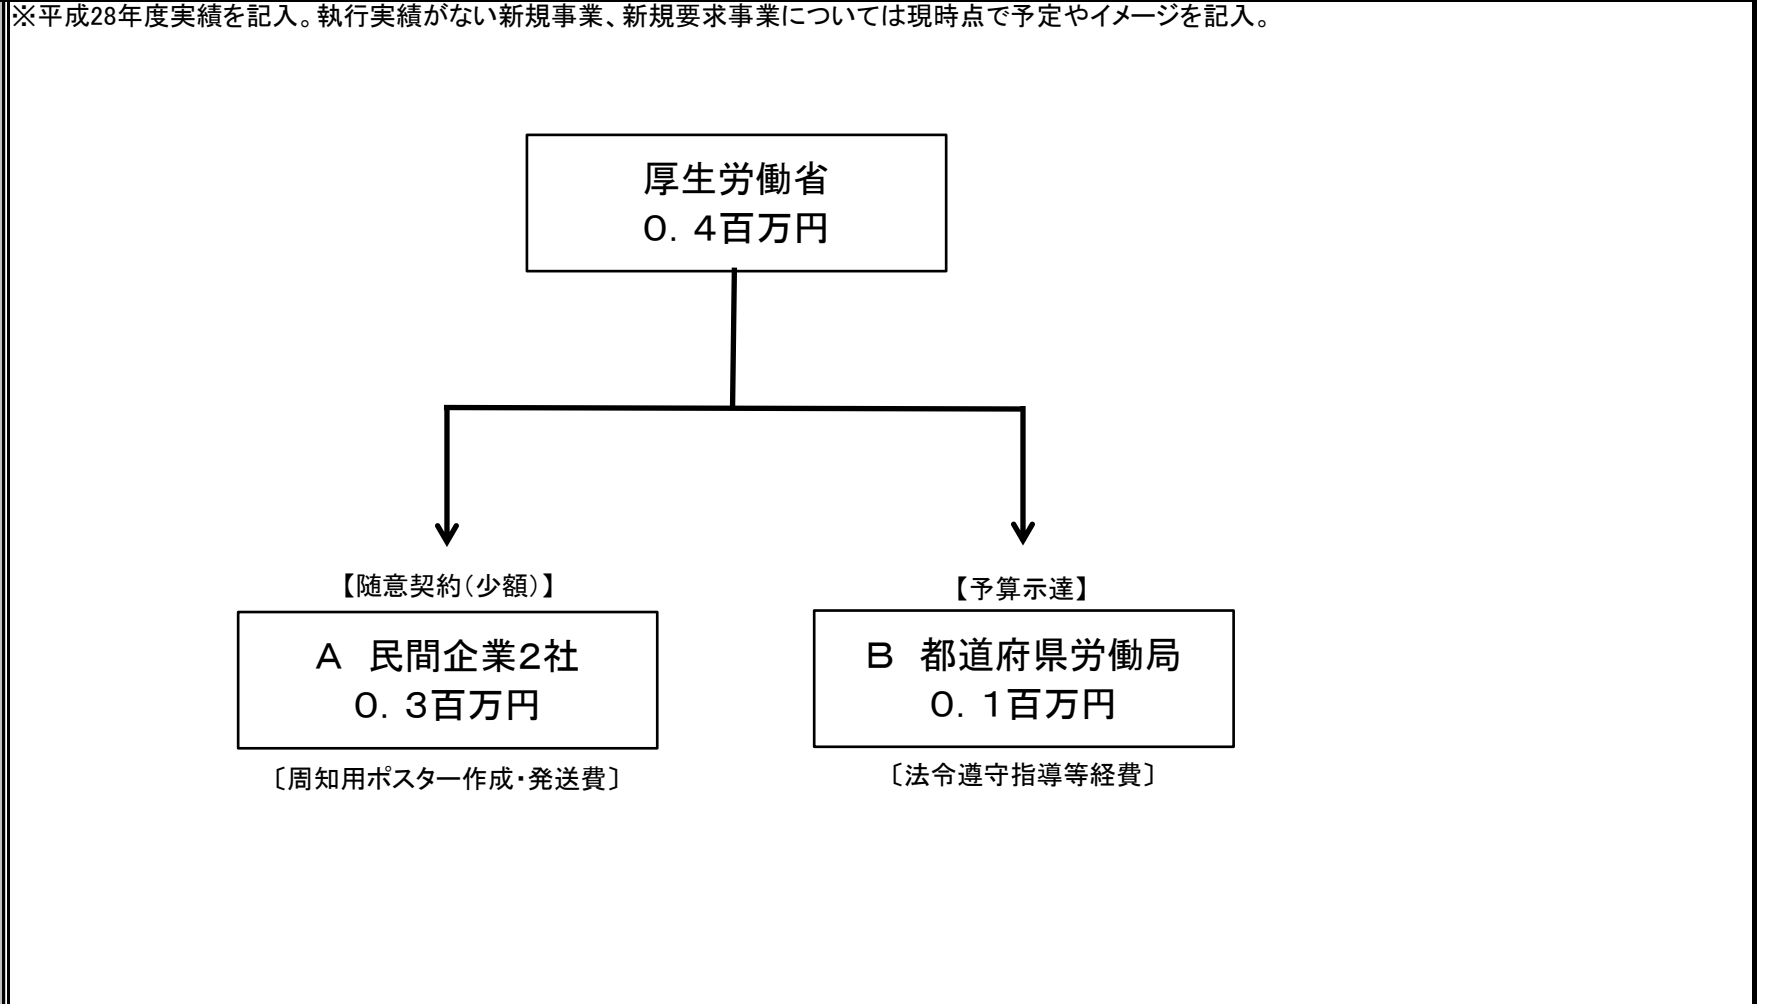 ※平成28年度実績を記入。執行実績がない新規事業、新規要求事業については現時点で予定やイメージを記入。
厚生労働省
０．４百万円
【随意契約（少額）】
【予算示達】
Ａ　民間企業２社
０．３百万円
Ｂ　都道府県労働局
０．１百万円
〔周知用ポスター作成・発送費〕
〔法令遵守指導等経費〕